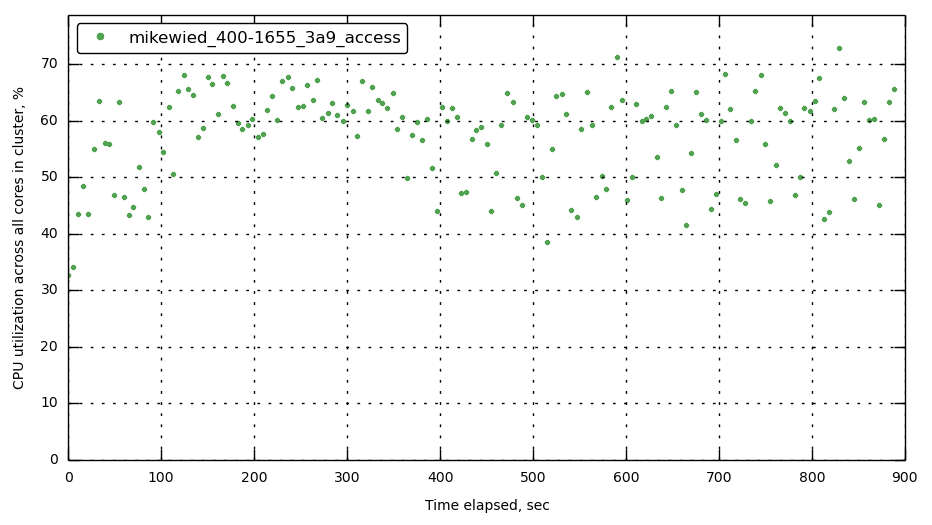 mikewied_400-1655_3a9_access
CPU utilization across all cores in cluster, %
70
60
50
40
30
20
10
0
0 100 200 300 400 500 600 700 800 900
Time elapsed, sec